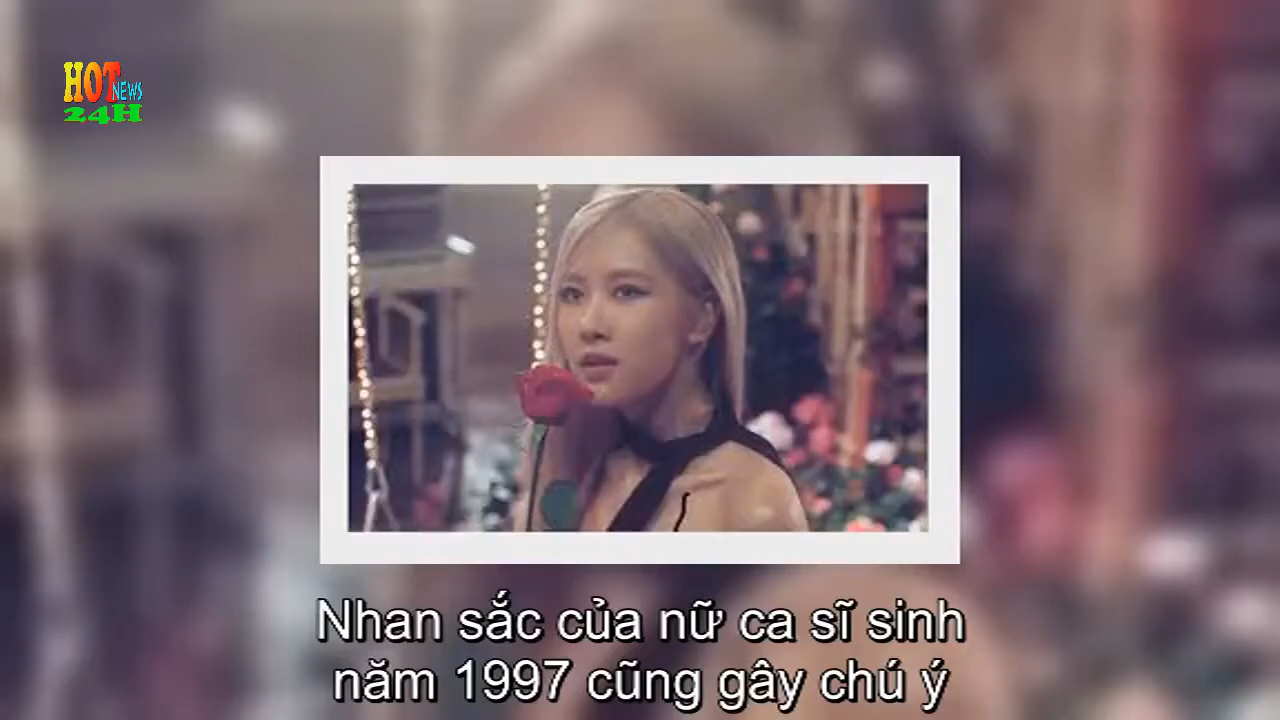 HOT NEWS
24H
Nhan sắc của nữ ca sĩ sinh
năm 1997 cũng gây chú ý